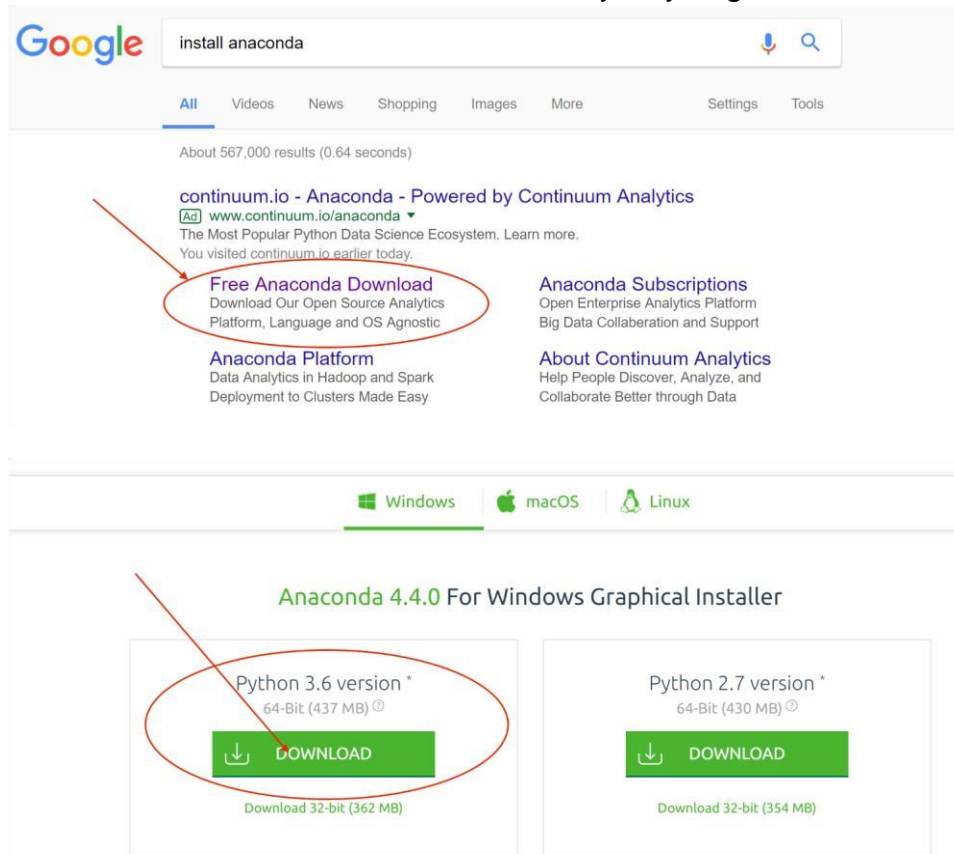 Google install anaconda
All Videos News Shopping Images More Settings Tools
About 567,000 results (0.64 seconds)
continuum.io - Anaconda - Powered by Continuum Analytics
Ad www.continuum.io/anaconda
The Most Popular Python Data Science Ecosystem. Learn more.
You visited continuum.io earlier today.
Free Anaconda Download
Download Our Open Source Analytics
Platform, Language and OS Agnostic
Anaconda Subscriptions
Open Enterprise Analytics Platform
Big Data Collaberation and Support
Anaconda Platform
Data Analytics in Hadoop and Spark
Deployment to Clusters Made Easy
About Continuum Analytics
Help People Discover, Analyze, and
Collaborate Better through Data
Windows macOS Linux
Anaconda 4.4.0 For Windows Graphical Installer
Python 3.6 version *
64-Bit (437 MB) ?
DOWNLOAD
Download 32-bit (362 MB)
Python 2.7 version *
64-Bit (430 MB) ?
DOWNLOAD
Download 32-bit (354 MB)